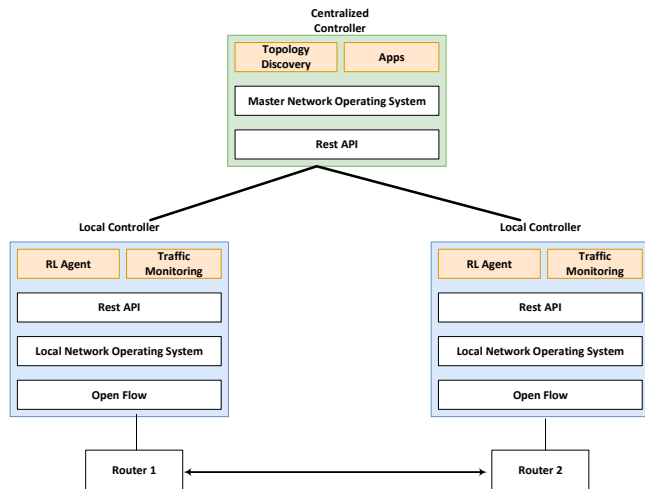 Centralized
Controller
Topology
Discovery
Apps
Master Network Operating System
Rest API
Local Controller
RL Agent
Traffic
Monitoring
Rest API
Local Network Operating System
Open Flow
Router 1
Local Controller
RL Agent
Traffic
Monitoring
Rest API
Local Network Operating System
Open Flow
Router 2